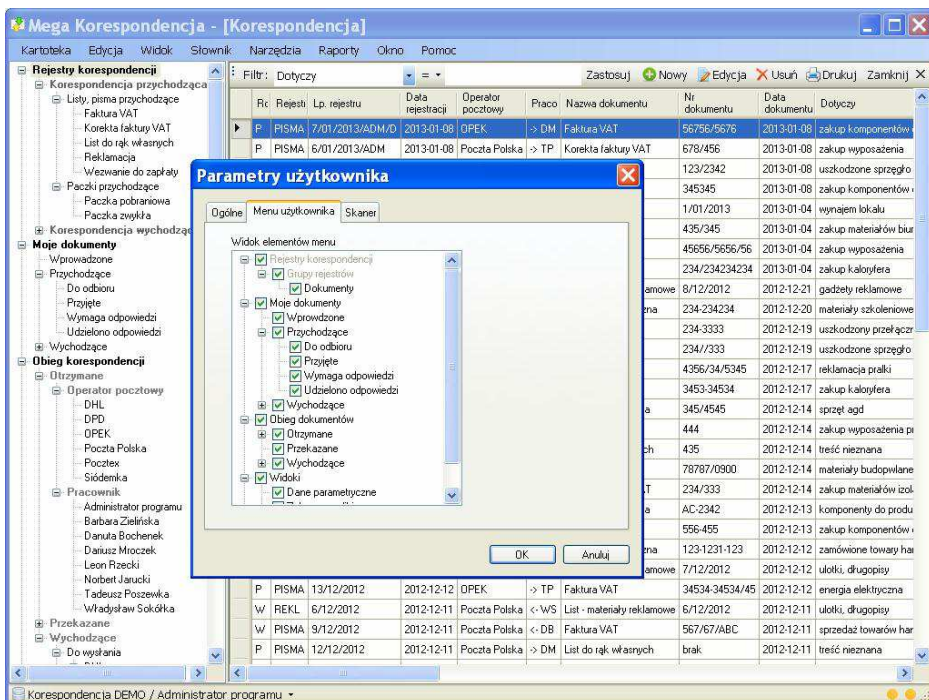 Mega Korespondencja - [Korespondencja]
Kartoteka Edycja Widok Słownik Narzędzia Raporty Okno Pomoc
Rejestry korespondencji
Korespondencja przychodząca
Listy, pisma przychodzące
Faktura VAT
Korekta faktury VAT
List do rąk własnych
Reklamacja
Wezwanie do zapłaty
Paczki przychodzące
Paczka pobraniowa
Paczka zwykła
Korespondencja wychodząc
Moje dokumenty
Wprowadzone
Przychodzące
Do odbioru
Przyjęte
Wymaga odpowiedzi
Udzielono odpowiedzi
Wychodzące
Obieg korespondencji
Otrzymane
Operator pocztowy
DHL
DPD
OPEK
Poczta Polska
Pocztex
Siódemka
Pracownik
Administrator programu
Barbara Zielińska
Danuta Bochenek
Dariusz Mroczek
Leon Rzecki
Norbert Jarucki
Tadeusz Poszewka
Władysław Sokółka
Przekazane
Wychodzące
Do wysłania
Filtr: Dotyczy = Zastosuj Nowy Edycja Usuń Drukuj Zamknij
Rc Rejestr Lp. rejestru Data rejestracji Operator pocztowy Praco Nazwa dokumentu Nr dokumentu Data dokumentu Dotyczy
P PISMA 7/01/2013/ADM/D 2013-01-08 OPEK -> DM Faktura VAT 56756/5676 2013-01-08 zakup komponentów
P PISMA 6/01/2013/ADM 2013-01-08 Poczta Polska -> TP Korekta faktury VAT 678/456 2013-01-08 zakup wyposażenia
123/2342 2013-01-08 uszkodzone sprzęgło
345345 2013-01-08 zakup komponentów
1/01/2013 2013-01-04 wynajem lokalu
435/345 2013-01-04 zakup materiałów biur
45656/5656/56 2013-01-04 zakup wyposażenia
234/234234234 2013-01-04 zakup kaloryfera
amowe 8/12/2012 2012-12-21 gadżety reklamowe
zna 234-234234 2012-12-20 materiały szkoleniowe
234-3333 2012-12-19 uszkodzony przełączr
234//333 2012-12-19 uszkodzone sprzęgło
4356/34/5345 2012-12-17 reklamacja pralki
3453-34534 2012-12-17 zakup kaloryfera
a 345/4545 2012-12-14 sprzęt agd
444 2012-12-14 zakup wyposażenia pr
ch 435 2012-12-14 treść nieznana
78787/0900 2012-12-14 materiały budopwlane
T 234/333 2012-12-14 zakup materiałów izol
a AC-2342 2012-12-13 komponenty do produ
556-455 2012-12-13 zakup komponentów
zna 123-1231-123 2012-12-12 zamówione towary har
amowe 7/12/2012 2012-12-12 ulotki, długopisy
P PISMA 13/12/2012 2012-12-12 OPEK -> TP Faktura VAT 34534-34534/45 2012-12-12 energia elektryczna
W REKL 6/12/2012 2012-12-11 Poczta Polska <- WS List - materiały reklamowe 6/12/2012 2012-12-11 ulotki, długopisy
W PISMA 9/12/2012 2012-12-11 Poczta Polska <- DB Faktura VAT 567/67/ABC 2012-12-11 sprzedaż towarów har
P PISMA 12/12/2012 2012-12-11 Poczta Polska -> DM List do rąk własnych brak 2012-12-11 treść nieznana
Parametry użytkownika
Ogólne Menu użytkownika Skaner
Widok elementów menu
Rejestry korespondencji
Grupy rejestrów
Dokumenty
Moje dokumenty
Wprowdzone
Przychodzące
Do odbioru
Przyjęte
Wymaga odpowiedzi
Udzielono odpowiedzi
Wychodzące
Obieg dokumentów
Otrzymane
Przekazane
Wychodzące
Widoki
Dane parametryczne
OK Anuluj
Korespondencja DEMO / Administrator programu